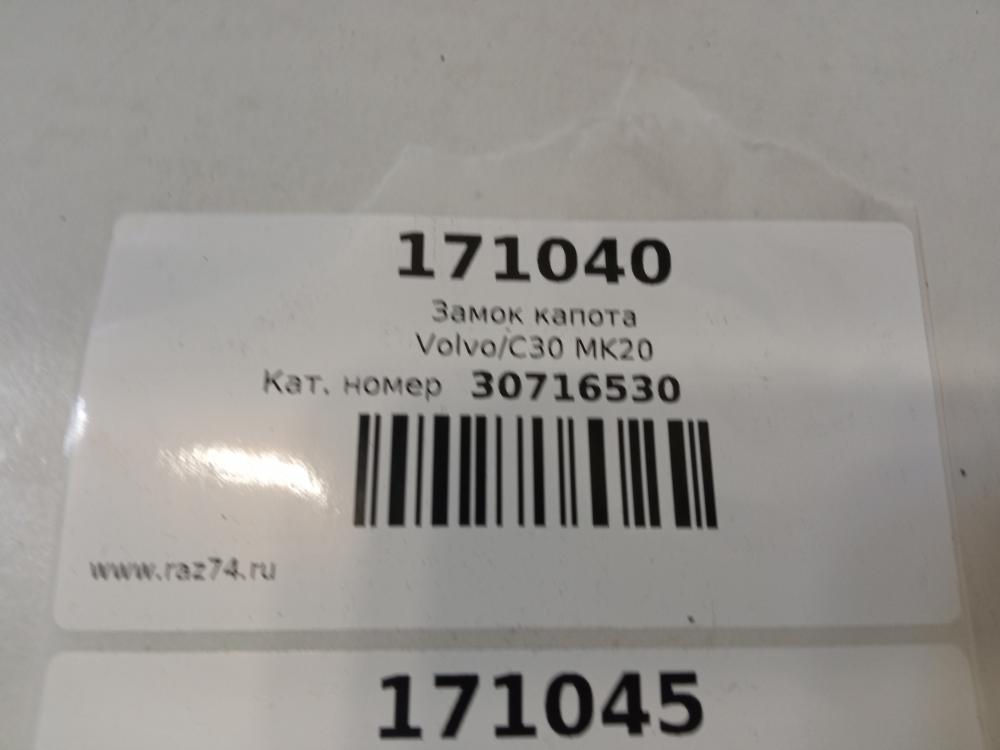 171040
Замок капота
Volvo/C30 MK20
Кат. номер 30716530
www.raz74.ru
171045